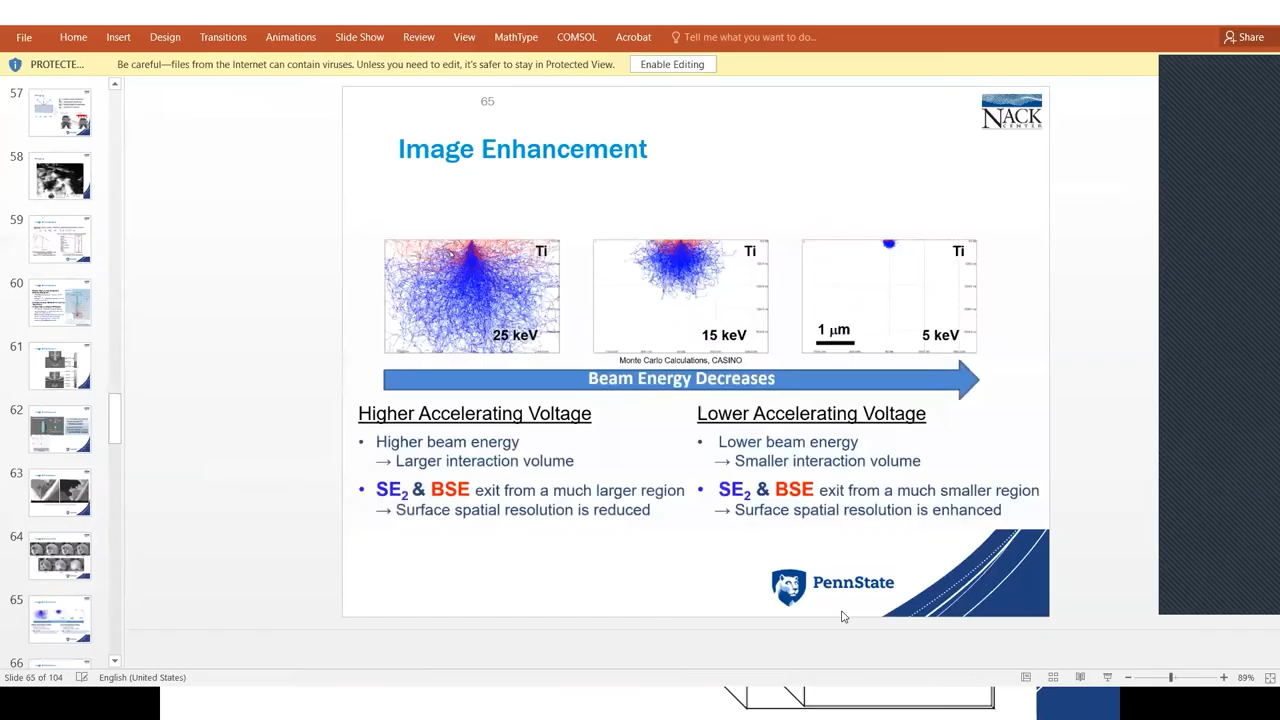 File Home Insert Design Transitions Animations Slide Show Review View MathType COMSOL Acrobat Tell me what you want to do... Share
PROTECTE... Be careful—files from the Internet can contain viruses. Unless you need to edit, it's safer to stay in Protected View. Enable Editing
57
58
59
60
61
62
63
64
65
66
65
NACK
CENTER
Image Enhancement
Ti
25 keV
Ti
15 keV
Ti
1 μm
5 keV
Monte Carlo Calculations, CASINO
Beam Energy Decreases
Higher Accelerating Voltage
• Higher beam energy
→ Larger interaction volume
• SE2 & BSE exit from a much larger region
→ Surface spatial resolution is reduced
Lower Accelerating Voltage
• Lower beam energy
→ Smaller interaction volume
• SE2 & BSE exit from a much smaller region
→ Surface spatial resolution is enhanced
PennState
Slide 65 of 104 English (United States) 89%